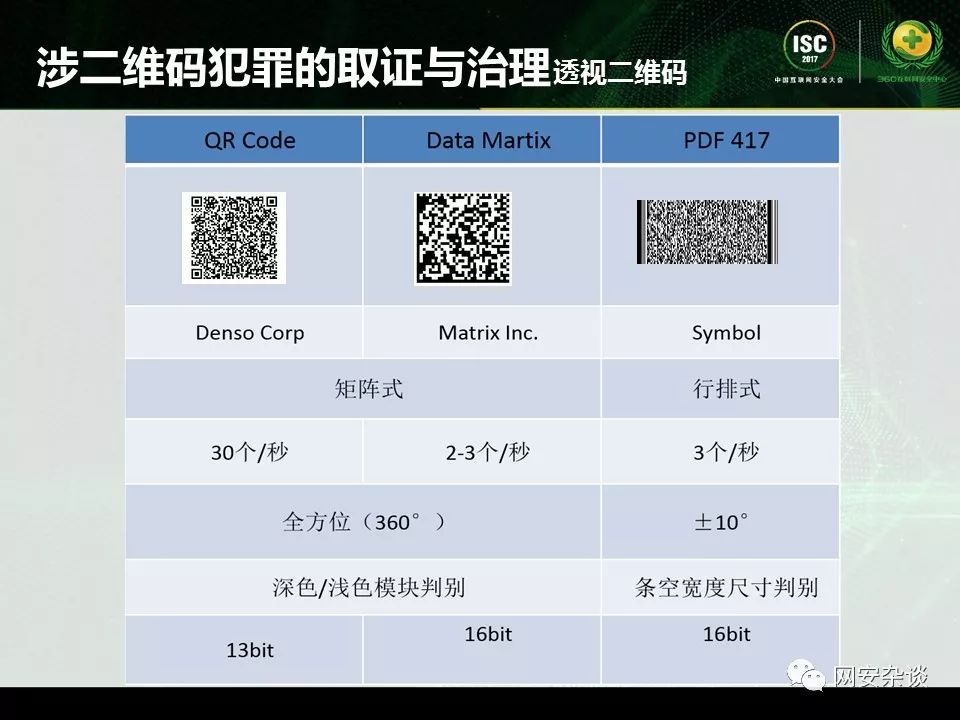 涉二维码犯罪的取证与治理透视二维码
ISC
2017
中国互联网安全大会
360互联网安全中心
QR Code Data Martix PDF 417
Denso Corp Matrix Inc. Symbol
矩阵式 行排式
30个/秒 2-3个/秒 3个/秒
全方位（360°） ±10°
深色/浅色模块判别 条空宽度尺寸判别
13bit 16bit 16bit
网安杂谈